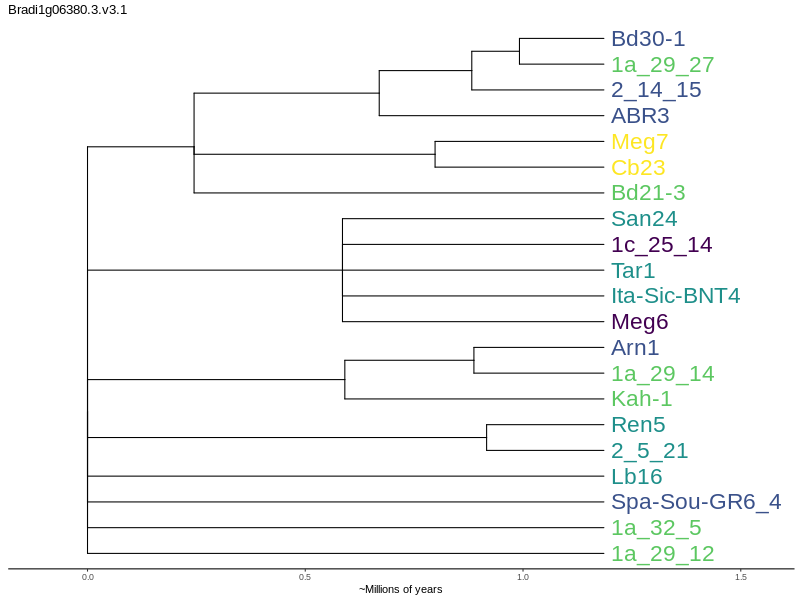 Bradi1g06380.3.v3.1
Bd30-1
1a_29_27
2_14_15
ABR3
Meg7
Cb23
Bd21-3
San24
1c_25_14
Tar1
Ita-Sic-BNT4
Meg6
Arn1
1a_29_14
Kah-1
Ren5
2_5_21
Lb16
Spa-Sou-GR6_4
1a_32_5
1a_29_12
0.0 0.5 1.0 1.5
~Millions of years